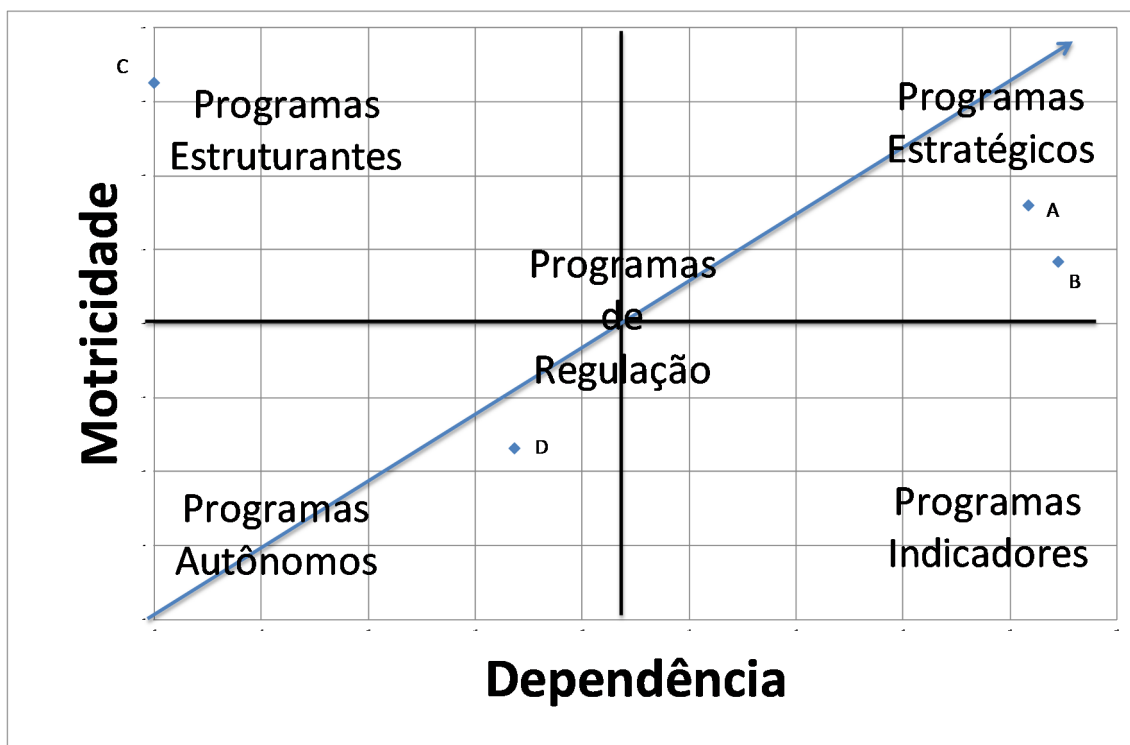 C
Programas
Estruturantes
Programas
Estratégicos
A
B
Motricidade
Programas
de
Regulação
D
Programas
Autônomos
Programas
Indicadores
Dependência